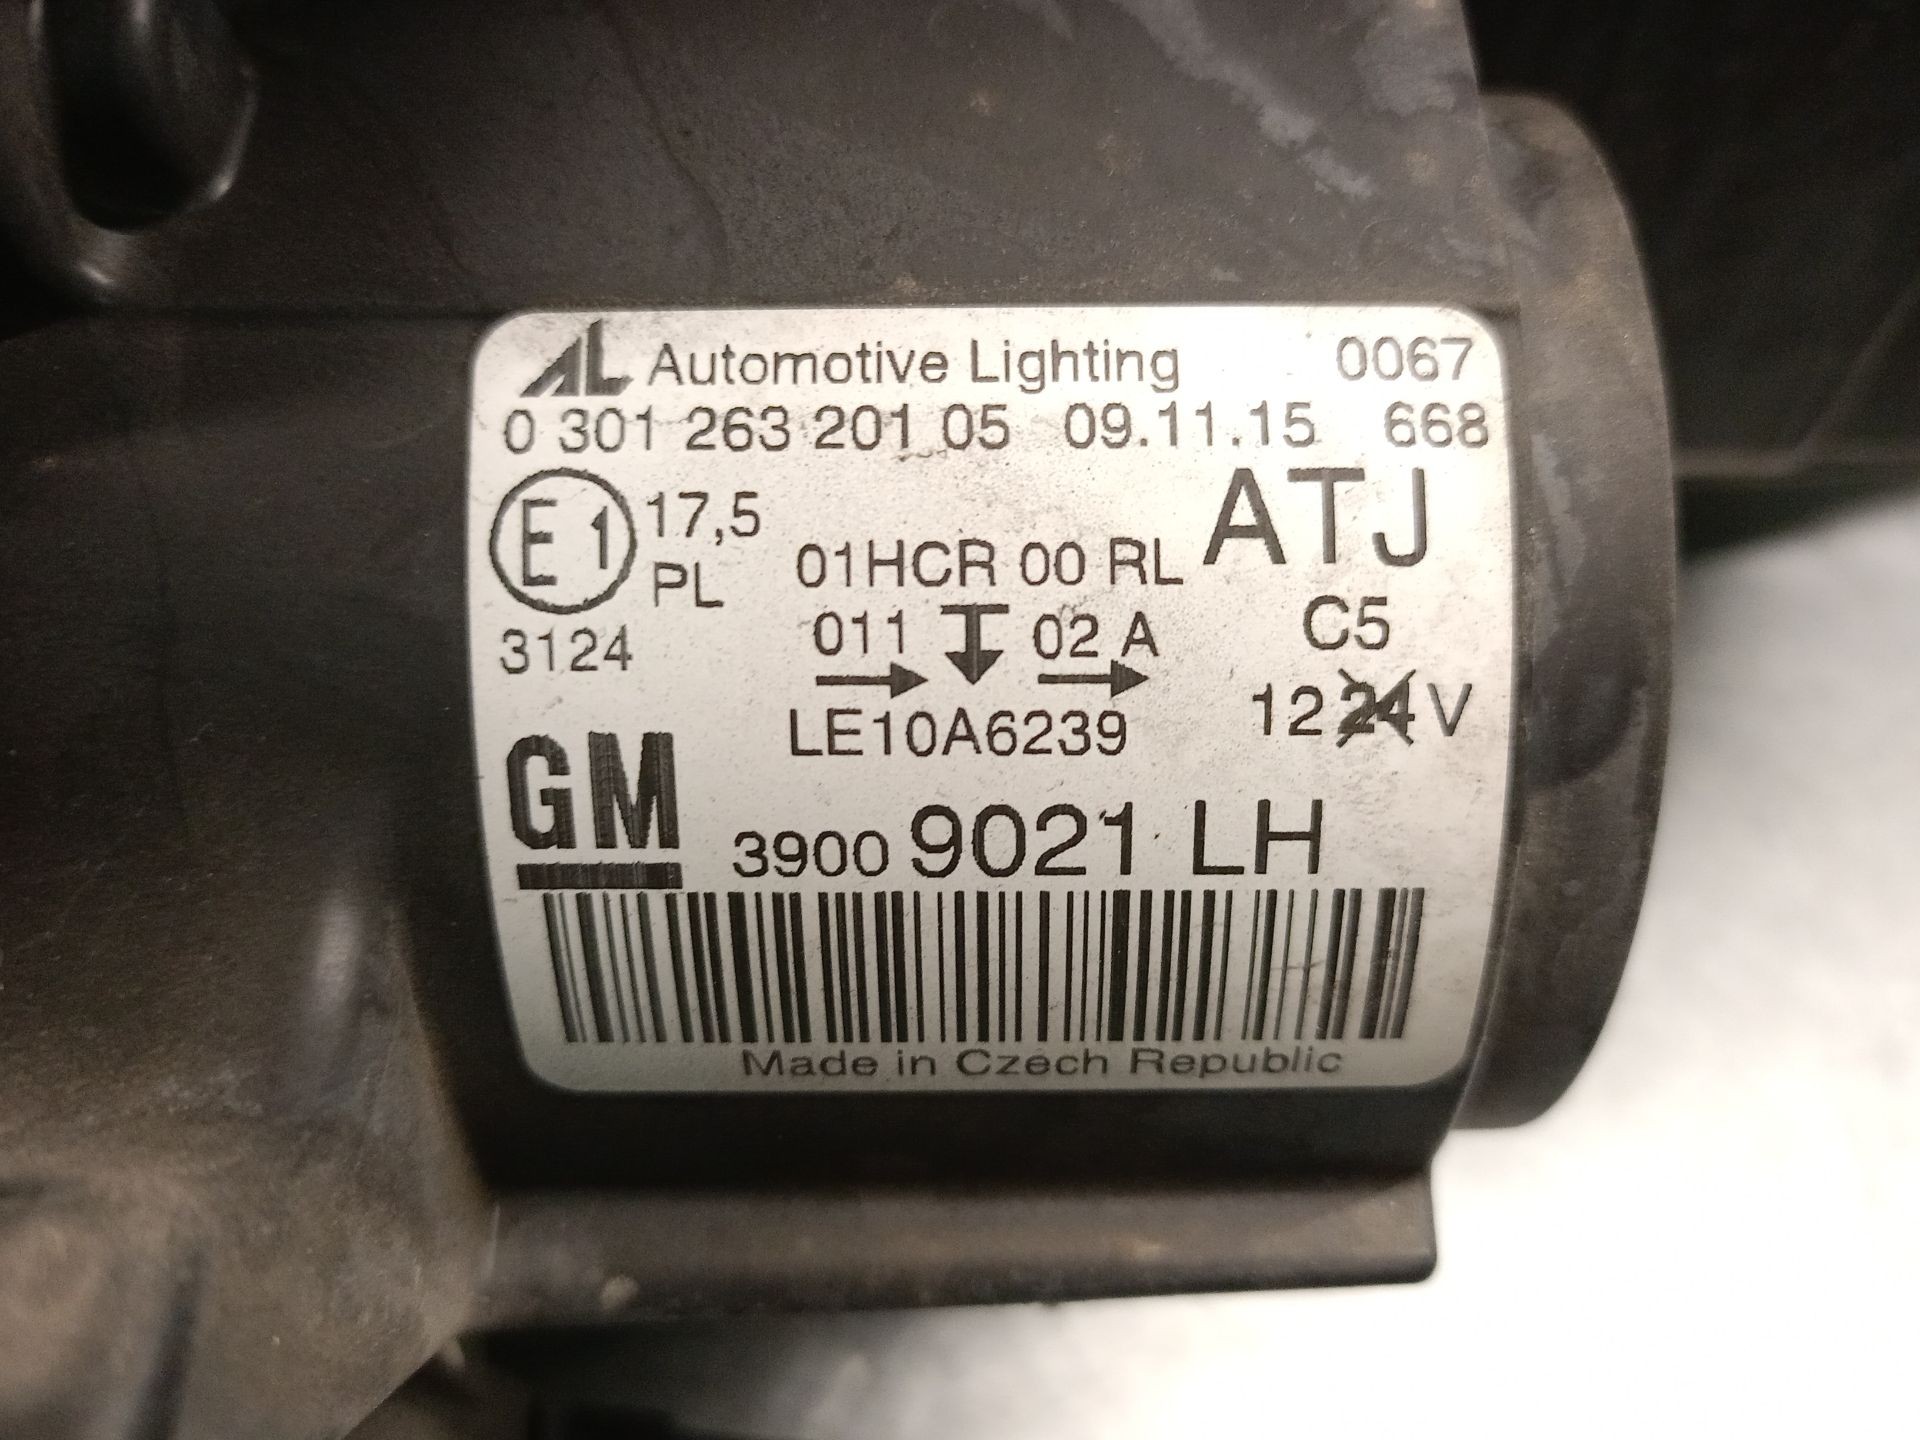 AL Automotive Lighting 0067
0 301 263 201 05 09.11.15 668
E1 17,5 ATJ
PL 01HCR 00 RL
3124 011 02 A C5
LE10A6239 12 24 V
GM 3900 9021 LH
Made in Czech Republic